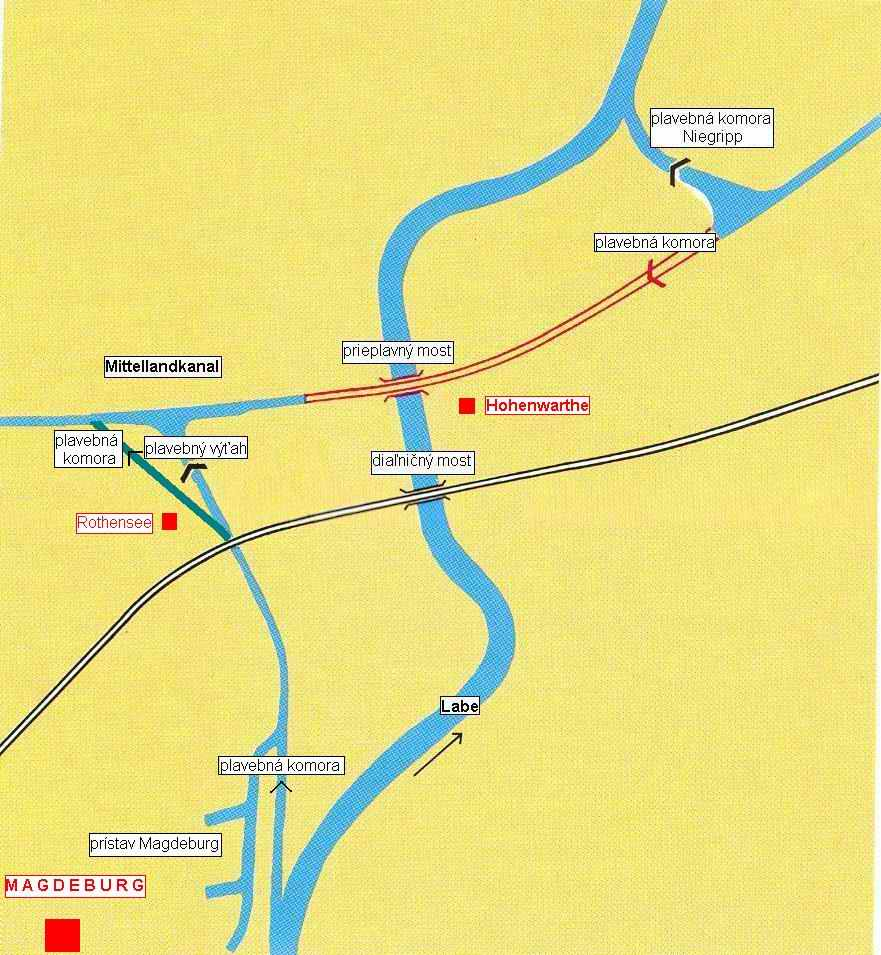 plavebná komora
Niegripp
plavebná komora
prieplavný most
Mittellandkanal
Hohenwarthe
plavebná
komora
plavebný výťah
diaľničný most
Rothensee
Labe
plavebná komora
prístav Magdeburg
MAGDEBURG